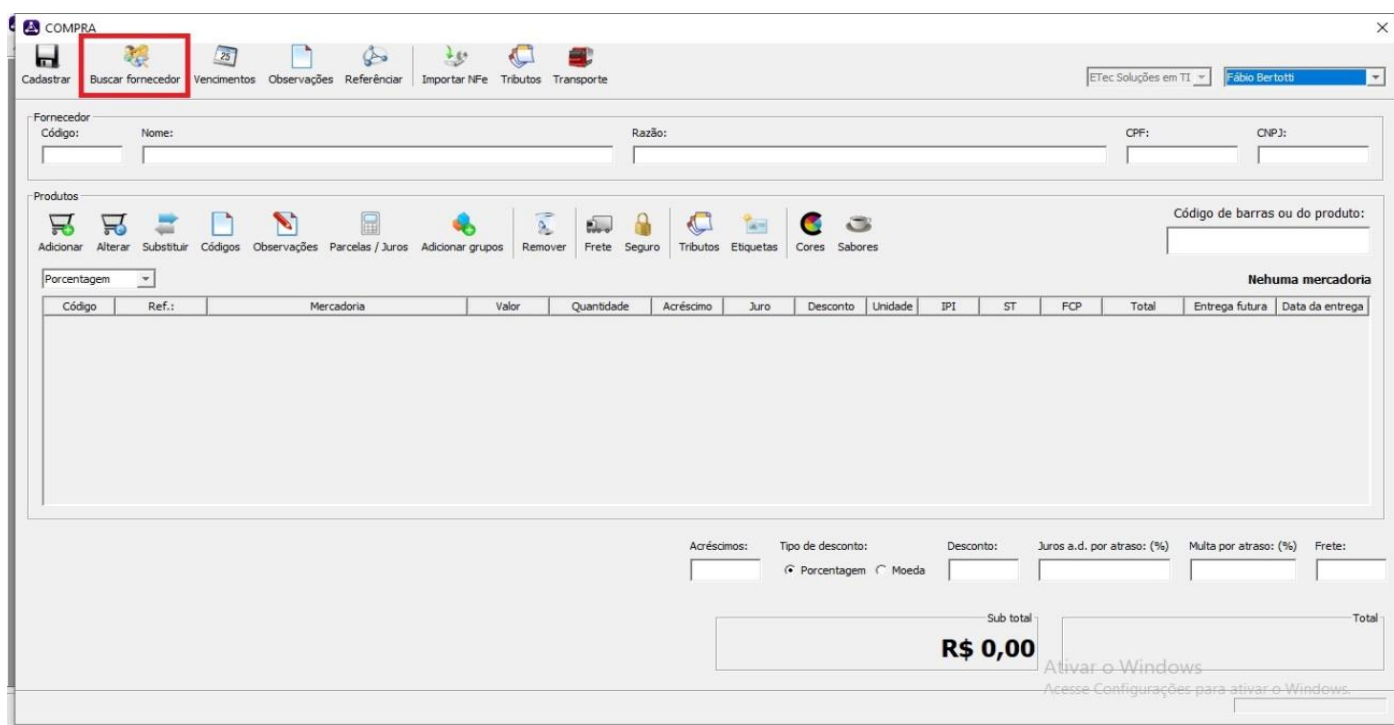 COMPRA
Cadastrar Buscar fornecedor Vencimentos Observações Referênciar Importar NFe Tributos Transporte
ETec Soluções em TI Fábio Bertotti
Fornecedor
Código: Nome: Razão: CPF: CNPJ:
Produtos
Código de barras ou do produto:
Adicionar Alterar Substituir Códigos Observações Parcelas / Juros Adicionar grupos Remover Frete Seguro Tributos Etiquetas Cores Sabores
Porcentagem Nehuma mercadoria
Código Ref.: Mercadoria Valor Quantidade Acréscimo Juro Desconto Unidade IPI ST FCP Total Entrega futura Data da entrega
Acréscimos: Tipo de desconto: Desconto: Juros a.d. por atraso: (%) Multa por atraso: (%) Frete:
Porcentagem Moeda
Sub total Total
R$ 0,00
Ativar o Windows
Acesse Configurações para ativar o Windows.